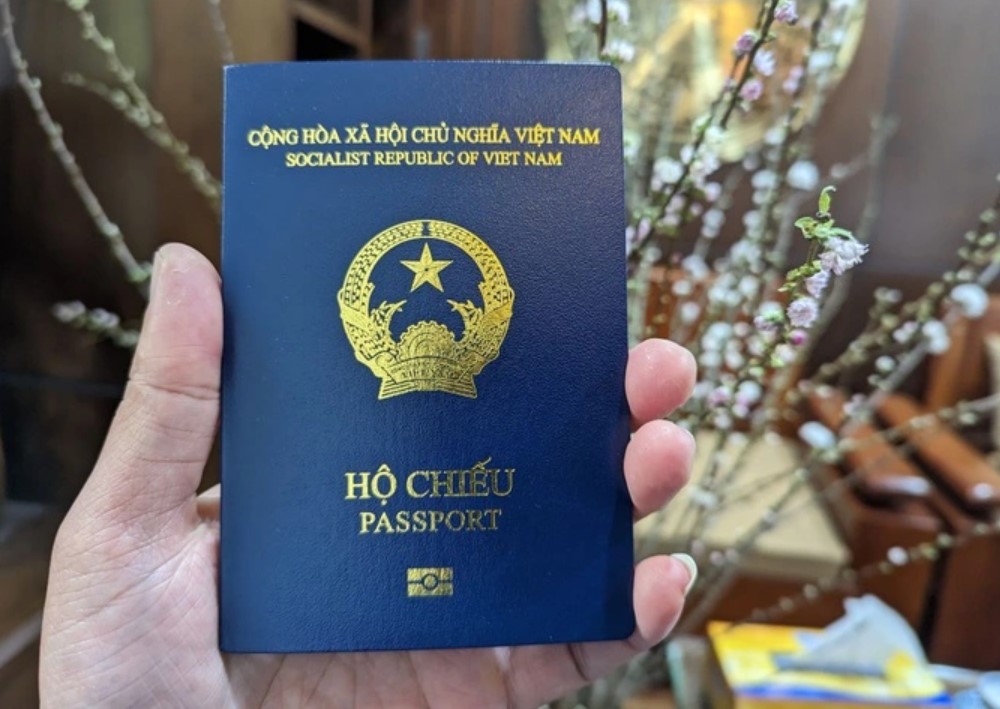 CỘNG HÒA XÃ HỘI CHỦ NGHĨA VIỆT NAM
SOCIALIST REPUBLIC OF VIET NAM
HỘ CHIẾU
PASSPORT